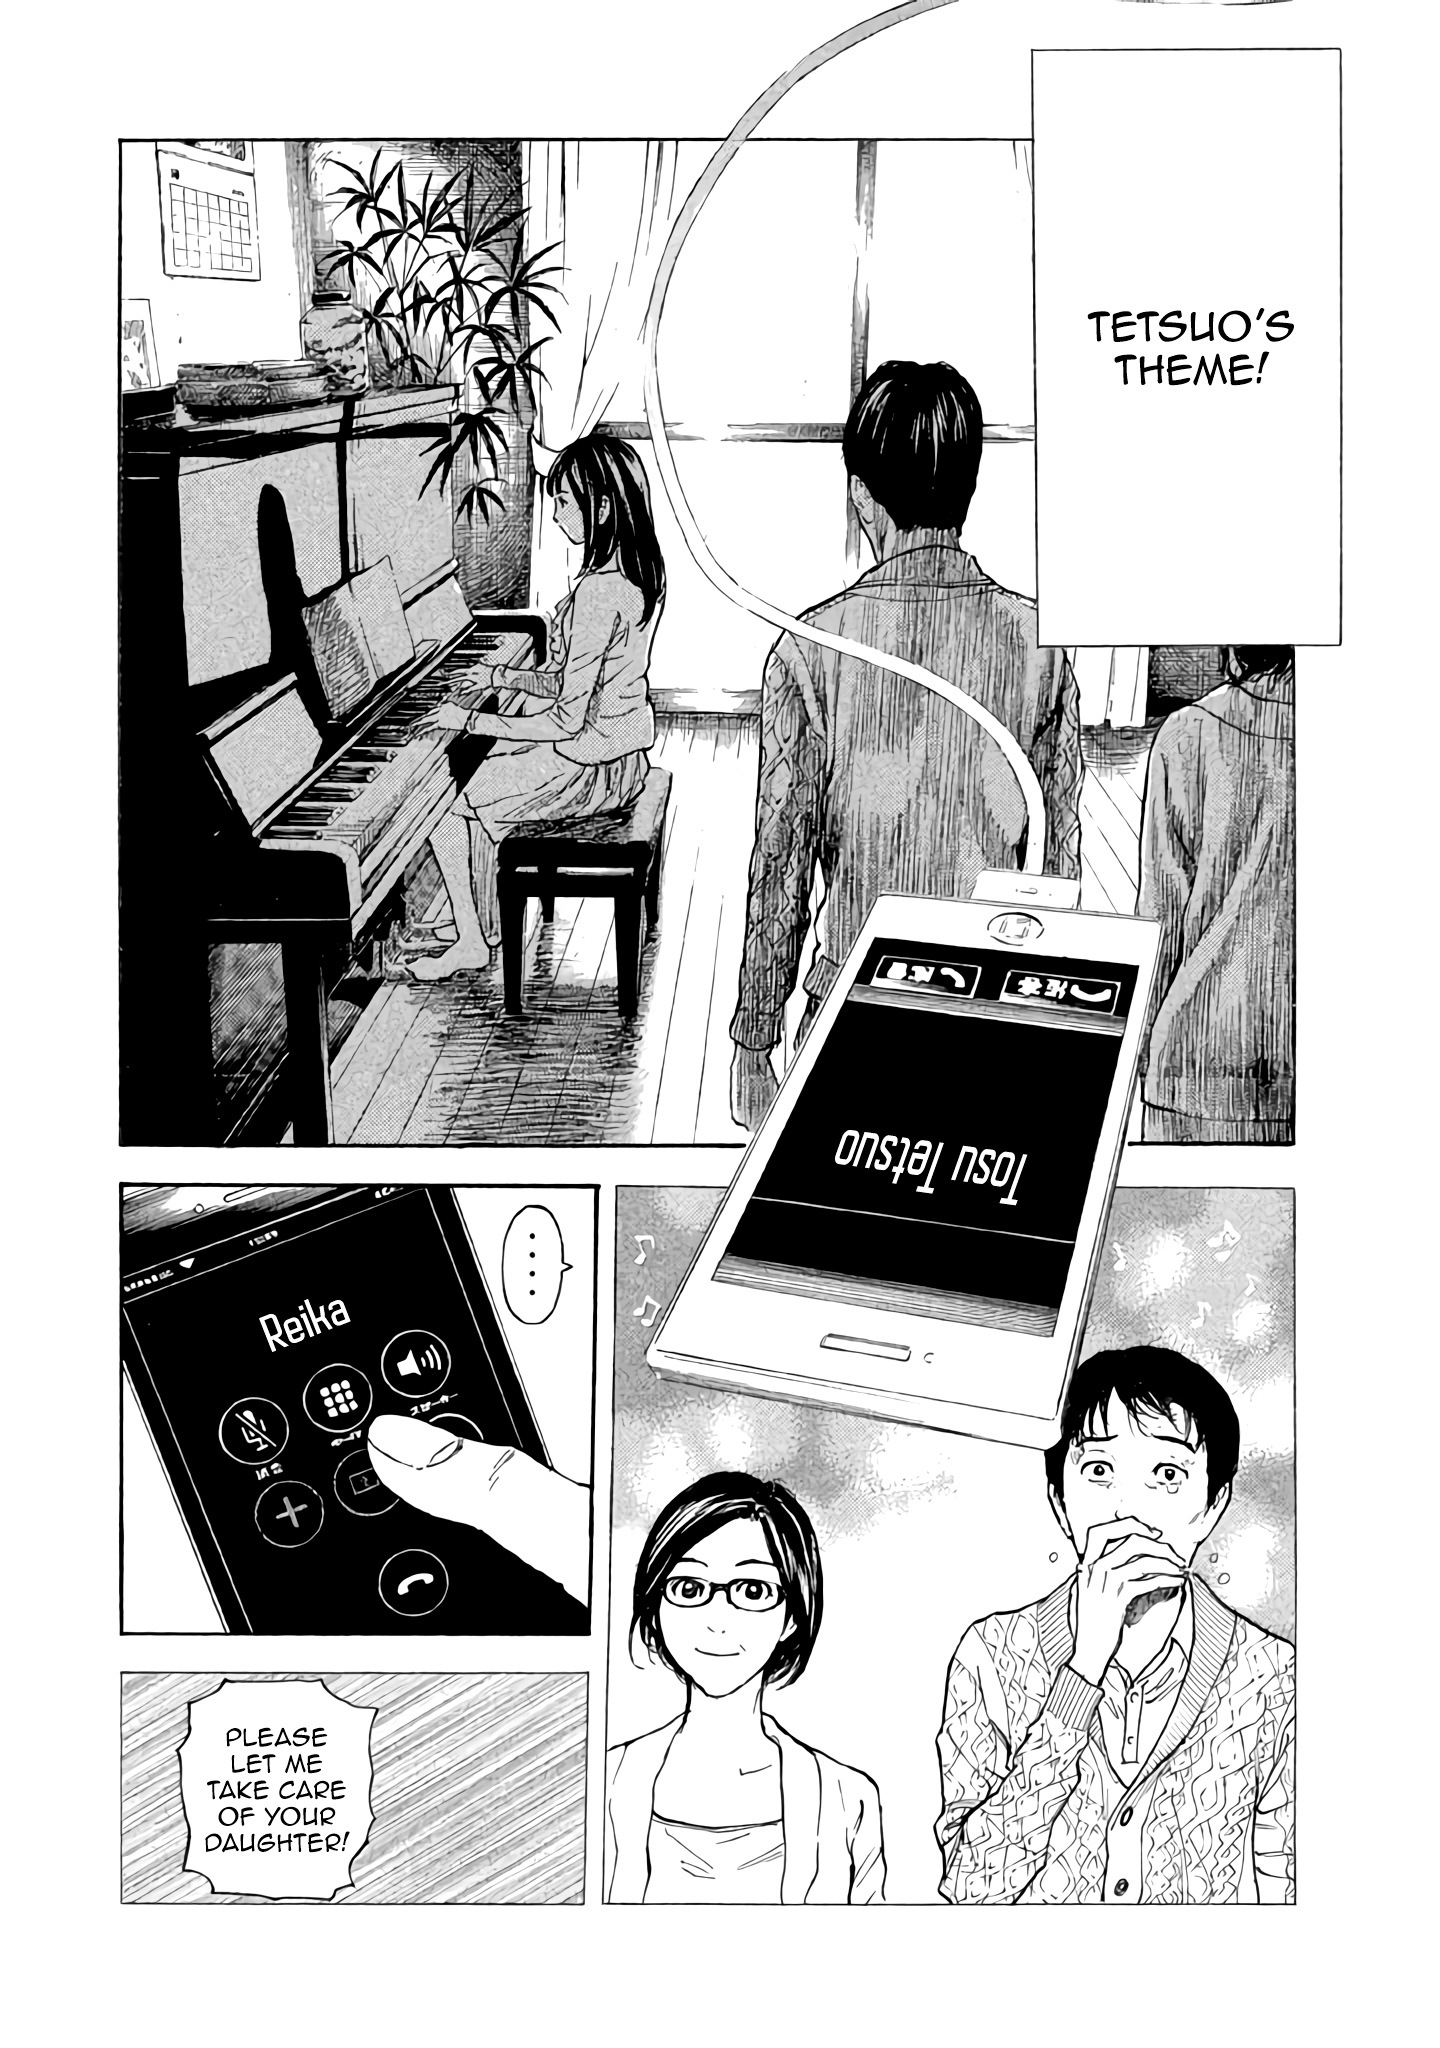 TETSUO'S
THEME!
Tosu Tetsuo
Reika
PLEASE
LET ME
TAKE CARE
OF YOUR
DAUGHTER!